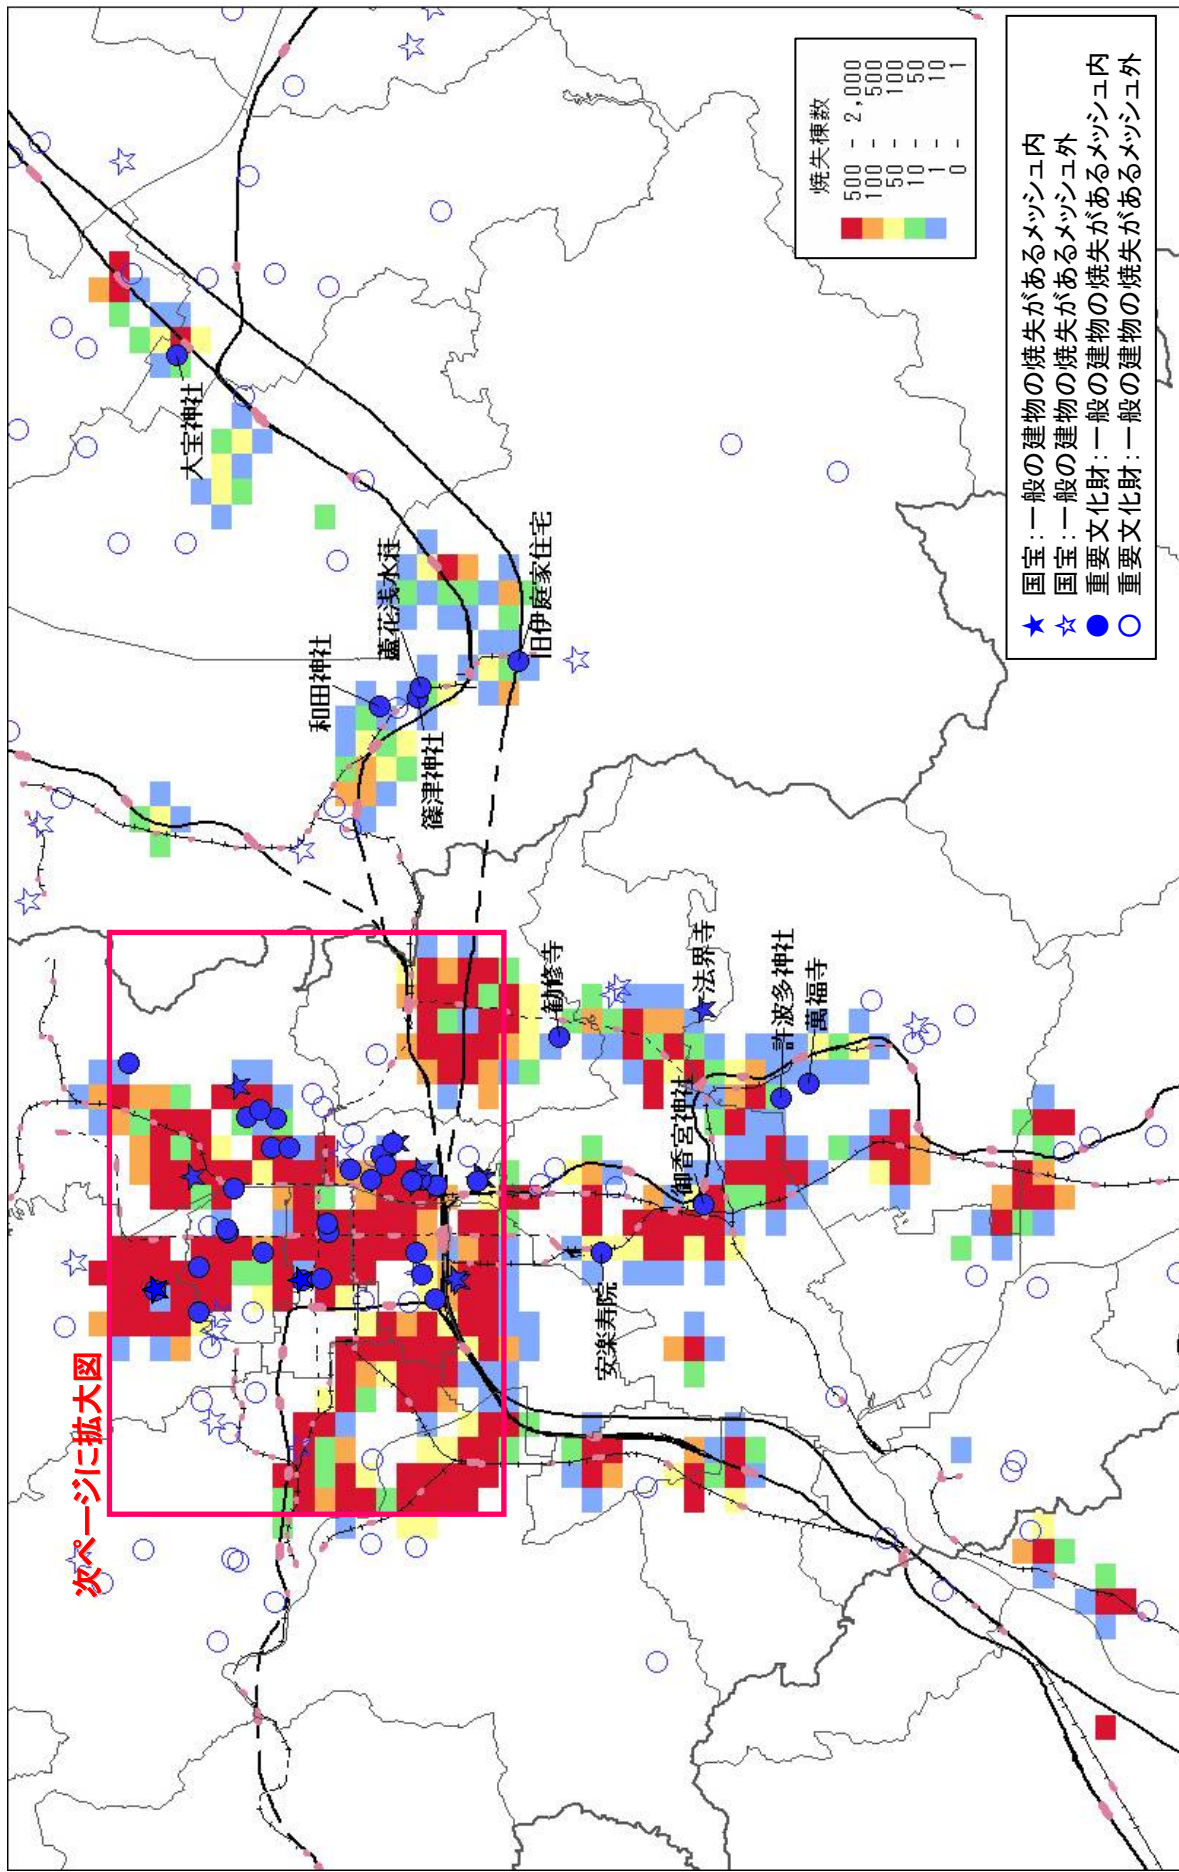 次ページに拡大図
大宝神社
和田神社
蘆花浅水荘
篠津神社
旧伊庭家住宅
勧修寺
安楽寿院
御香宮神社
法界寺
許波多神社
萬福寺
焼失棟数
500 - 2,000
100 - 500
50 - 100
10 - 50
1 - 10
0 - 1
国宝：一般の建物の焼失があるメッシュ内
国宝：一般の建物の焼失があるメッシュ外
重要文化財：一般の建物の焼失があるメッシュ内
重要文化財：一般の建物の焼失があるメッシュ外